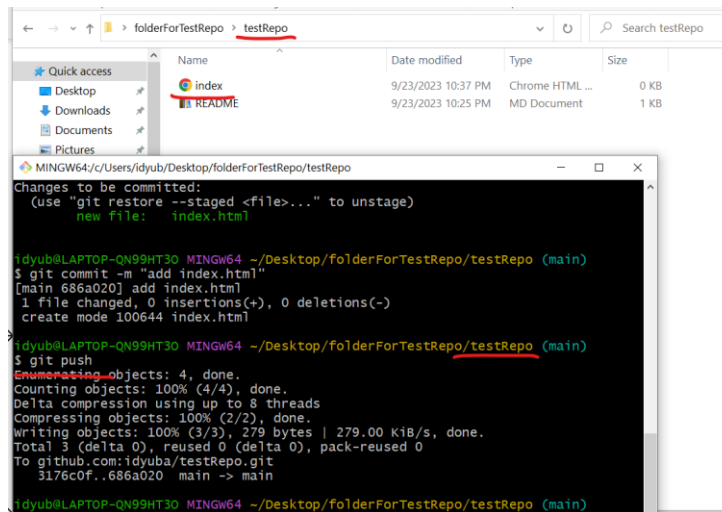 folderForTestRepo > testRepo
Search testRepo
Name Date modified Type Size
Quick access
Desktop
Downloads
Documents
Pictures
index 9/23/2023 10:37 PM Chrome HTML ... 0 KB
README 9/23/2023 10:25 PM MD Document 1 KB
MINGW64:/c/Users/idyub/Desktop/folderForTestRepo/testRepo
Changes to be committed:
(use "git restore --staged <file>..." to unstage)
new file: index.html
idyub@LAPTOP-QN99HT3O MINGW64 ~/Desktop/folderForTestRepo/testRepo (main)
$ git commit -m "add index.html"
[main 686a020] add index.html
1 file changed, 0 insertions(+), 0 deletions(-)
create mode 100644 index.html
idyub@LAPTOP-QN99HT3O MINGW64 ~/Desktop/folderForTestRepo/testRepo (main)
$ git push
Enumerating objects: 4, done.
Counting objects: 100% (4/4), done.
Delta compression using up to 8 threads
Compressing objects: 100% (2/2), done.
Writing objects: 100% (3/3), 279 bytes | 279.00 KiB/s, done.
Total 3 (delta 0), reused 0 (delta 0), pack-reused 0
To github.com:idyuba/testRepo.git
3176c0f..686a020 main -> main
idyub@LAPTOP-QN99HT3O MINGW64 ~/Desktop/folderForTestRepo/testRepo (main)